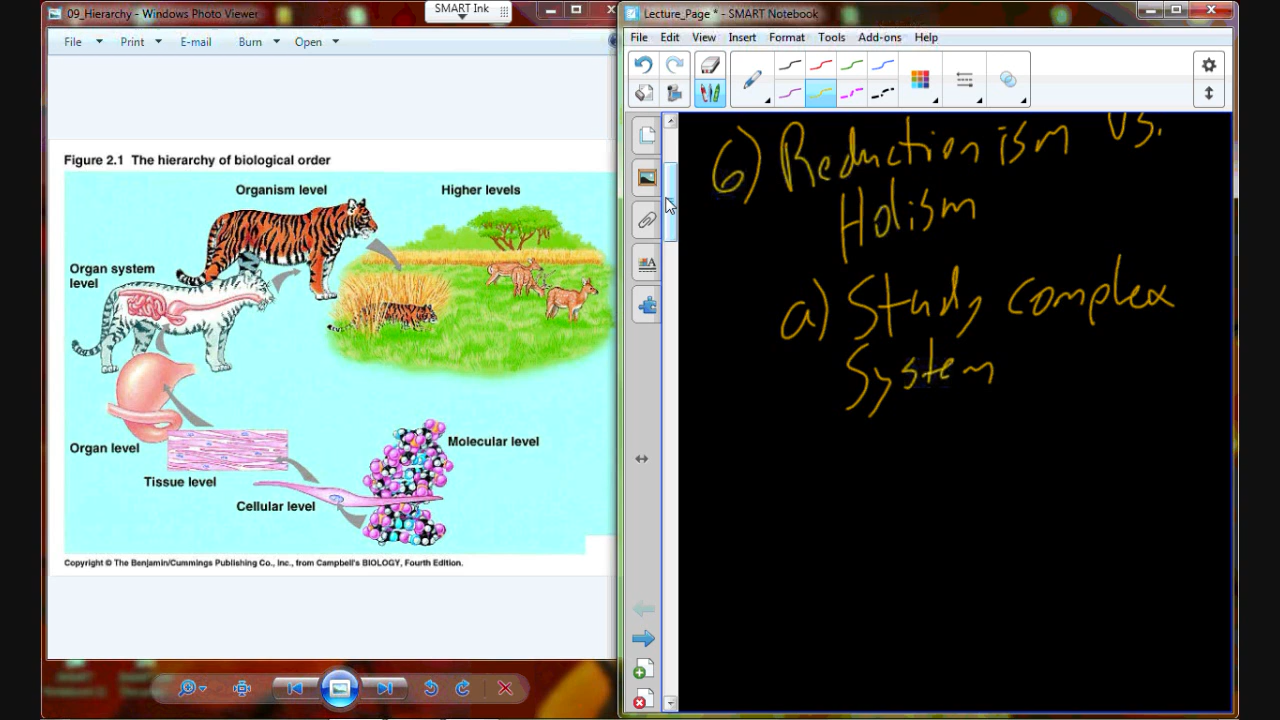 09_Hierarchy - Windows Photo Viewer
SMART Ink
File Print E-mail Burn Open
Figure 2.1 The hierarchy of biological order
Organism level
Higher levels
Organ system
level
Organ level
Tissue level
Cellular level
Molecular level
Copyright © The Benjamin/Cummings Publishing Co., Inc., from Campbell's BIOLOGY, Fourth Edition.
Lecture_Page * - SMART Notebook
File Edit View Insert Format Tools Add-ons Help
6) Reductionism Vs.
Holism
a) Study complex
System